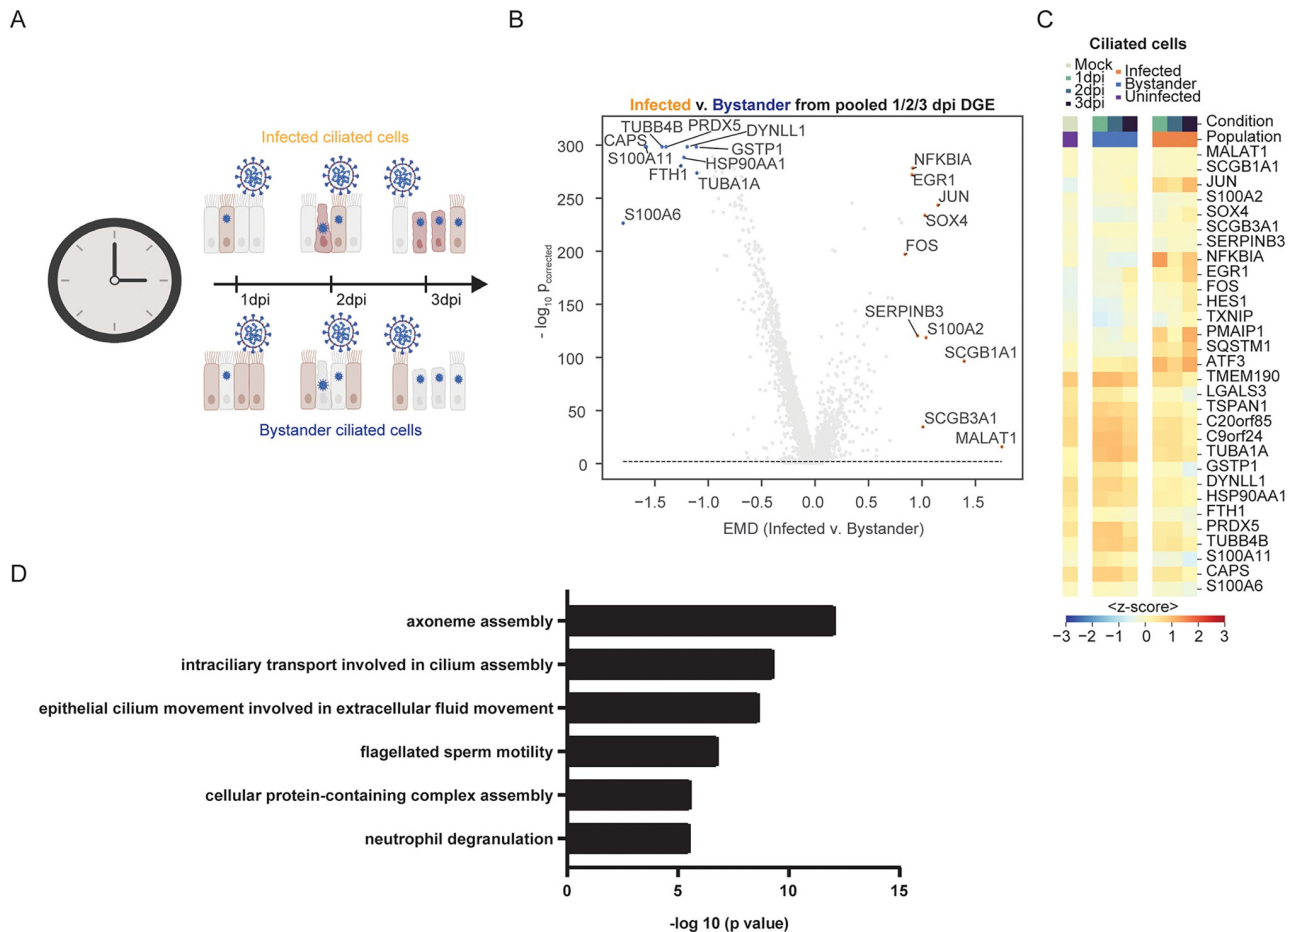 A
Infected ciliated cells
1dpi
2dpi
3dpi
Bystander ciliated cells
B
Infected v. Bystander from pooled 1/2/3 dpi DGE
TUBB4B
PRDX5
DYNLL1
CAPS
GSTP1
S100A11
HSP90AA1
FTH1
TUBA1A
S100A6
NFKBIA
EGR1
JUN
SOX4
FOS
SERPINB3
S100A2
SCGB1A1
SCGB3A1
MALAT1
300
250
200
150
100
50
0
- log10 pcorrected
−1.5
−1.0
−0.5
0.0
0.5
1.0
1.5
EMD (Infected v. Bystander)
C
Ciliated cells
Mock
1dpi
2dpi
3dpi
Infected
Bystander
Uninfected
Condition
Population
MALAT1
SCGB1A1
JUN
S100A2
SOX4
SCGB3A1
SERPINB3
NFKBIA
EGR1
FOS
HES1
TXNIP
PMAIP1
SQSTM1
ATF3
TMEM190
LGALS3
TSPAN1
C20orf85
C9orf24
TUBA1A
GSTP1
DYNLL1
HSP90AA1
FTH1
PRDX5
TUBB4B
S100A11
CAPS
S100A6
<z-score>
−3 −2 −1 0 1 2 3
D
axoneme assembly
intraciliary transport involved in cilium assembly
epithelial cilium movement involved in extracellular fluid movement
flagellated sperm motility
cellular protein-containing complex assembly
neutrophil degranulation
0 5 10 15
-log 10 (p value)